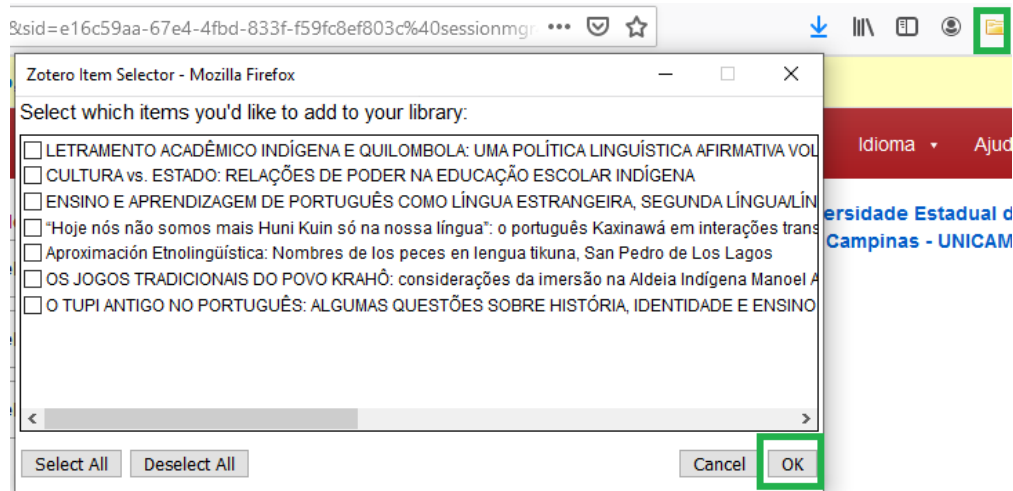 &sid=e16c59aa-67e4-4fbd-833f-f59fc8ef803c%40sessionmgr
Zotero Item Selector - Mozilla Firefox
Select which items you'd like to add to your library:
LETRAMENTO ACADÊMICO INDÍGENA E QUILOMBOLA: UMA POLÍTICA LINGUÍSTICA AFIRMATIVA VOL
CULTURA vs. ESTADO: RELAÇÕES DE PODER NA EDUCAÇÃO ESCOLAR INDÍGENA
ENSINO E APRENDIZAGEM DE PORTUGUÊS COMO LÍNGUA ESTRANGEIRA, SEGUNDA LÍNGUA/LÍN
“Hoje nós não somos mais Huni Kuin só na nossa língua”: o português Kaxinawá em interações trans
Aproximación Etnolingüística: Nombres de los peces en lengua tikuna, San Pedro de Los Lagos
OS JOGOS TRADICIONAIS DO POVO KRAHÔ: considerações da imersão na Aldeia Indígena Manoel A
O TUPI ANTIGO NO PORTUGUÊS: ALGUMAS QUESTÕES SOBRE HISTÓRIA, IDENTIDADE E ENSINO
Select All Deselect All Cancel OK
Idioma Ajud
ersidade Estadual d
Campinas - UNICAM